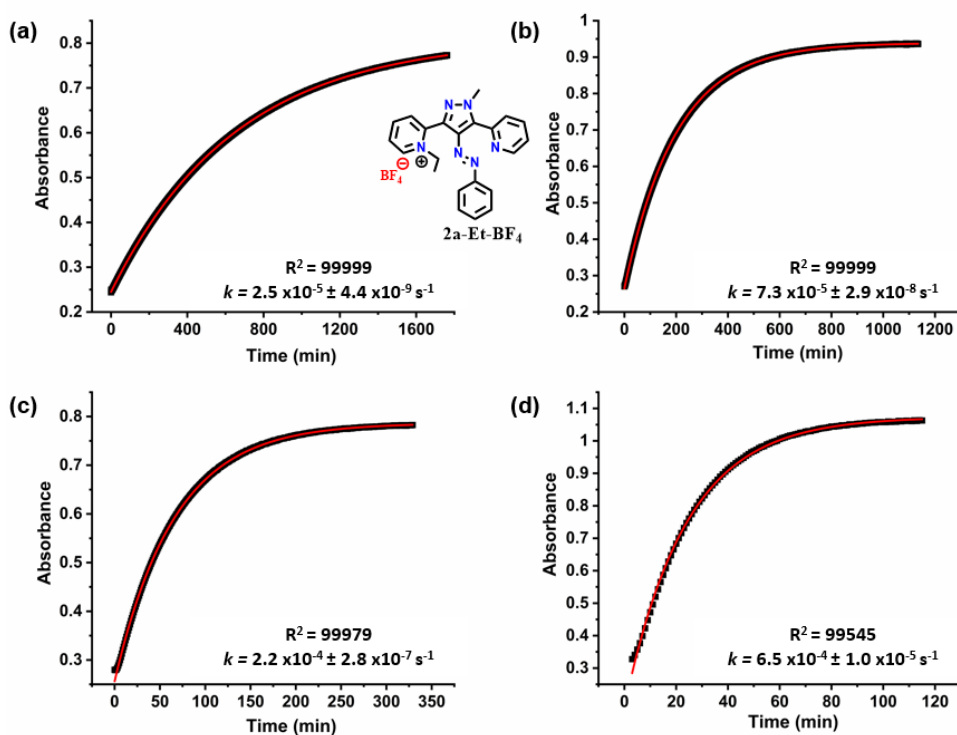 (a)
0.8
0.7
0.6
0.5
0.4
0.3
0.2
Absorbance
0
400
800
1200
1600
Time (min)
R² = 99999
k = 2.5 x10⁻⁵ ± 4.4 x10⁻⁹ s⁻¹
N
N
N
N
N
N
N
+
BF₄
⊖
2a-Et-BF₄
(b)
1
0.9
0.8
0.7
0.6
0.5
0.4
0.3
0.2
Absorbance
0
200
400
600
800
1000
1200
Time (min)
R² = 99999
k = 7.3 x10⁻⁵ ± 2.9 x10⁻⁸ s⁻¹
(c)
0.8
0.7
0.6
0.5
0.4
0.3
Absorbance
0
50
100
150
200
250
300
350
Time (min)
R² = 99979
k = 2.2 x10⁻⁴ ± 2.8 x10⁻⁷ s⁻¹
(d)
1.1
1
0.9
0.8
0.7
0.6
0.5
0.4
0.3
Absorbance
0
20
40
60
80
100
120
Time (min)
R² = 99545
k = 6.5 x10⁻⁴ ± 1.0 x10⁻⁵ s⁻¹